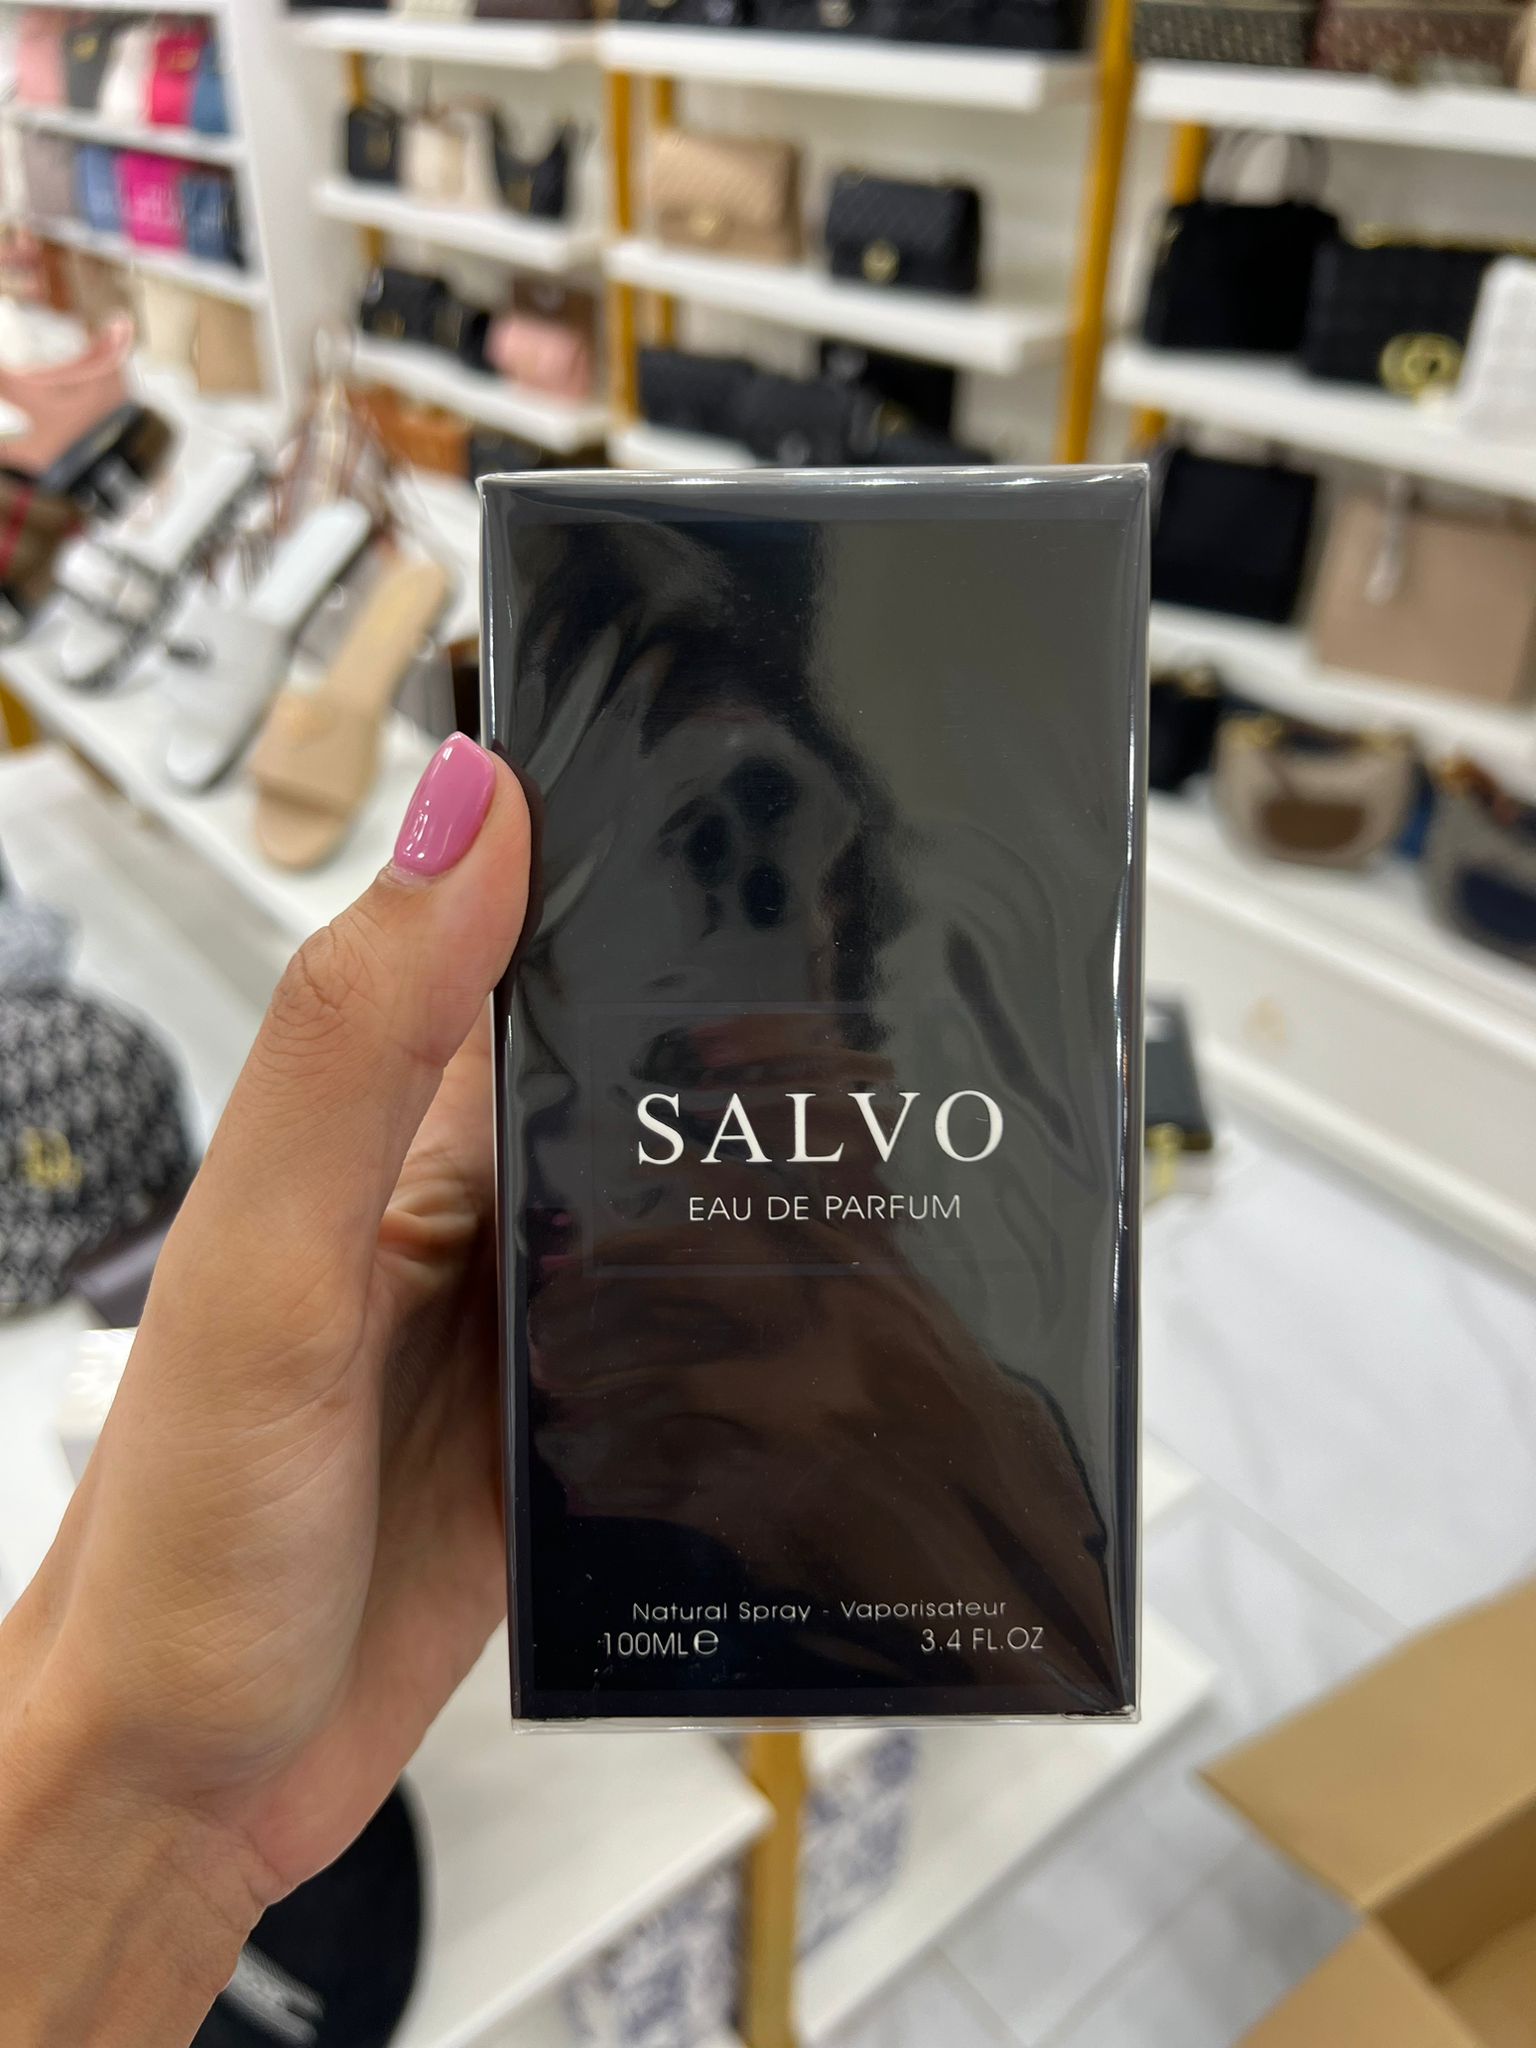 SALVO
EAU DE PARFUM
Natural Spray - Vaporisateur
100ML℮ 3.4 FL.OZ